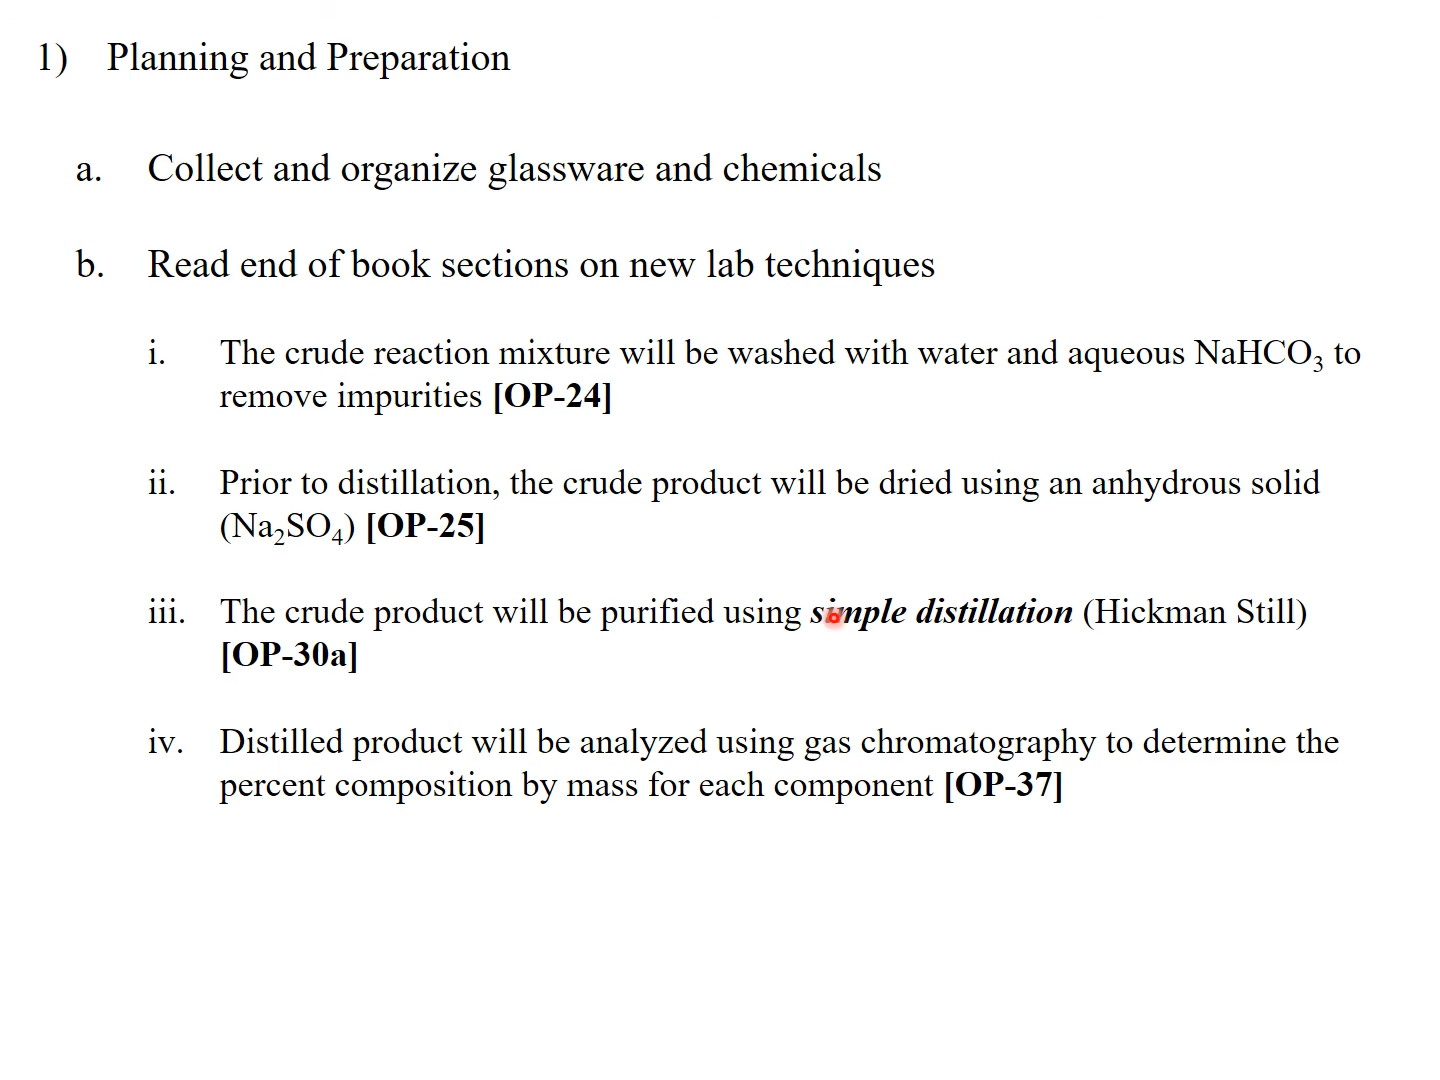 1) Planning and Preparation
a. Collect and organize glassware and chemicals
b. Read end of book sections on new lab techniques
i. The crude reaction mixture will be washed with water and aqueous NaHCO₃ to
remove impurities [OP-24]
ii. Prior to distillation, the crude product will be dried using an anhydrous solid
(Na₂SO₄) [OP-25]
iii. The crude product will be purified using simple distillation (Hickman Still)
[OP-30a]
iv. Distilled product will be analyzed using gas chromatography to determine the
percent composition by mass for each component [OP-37]